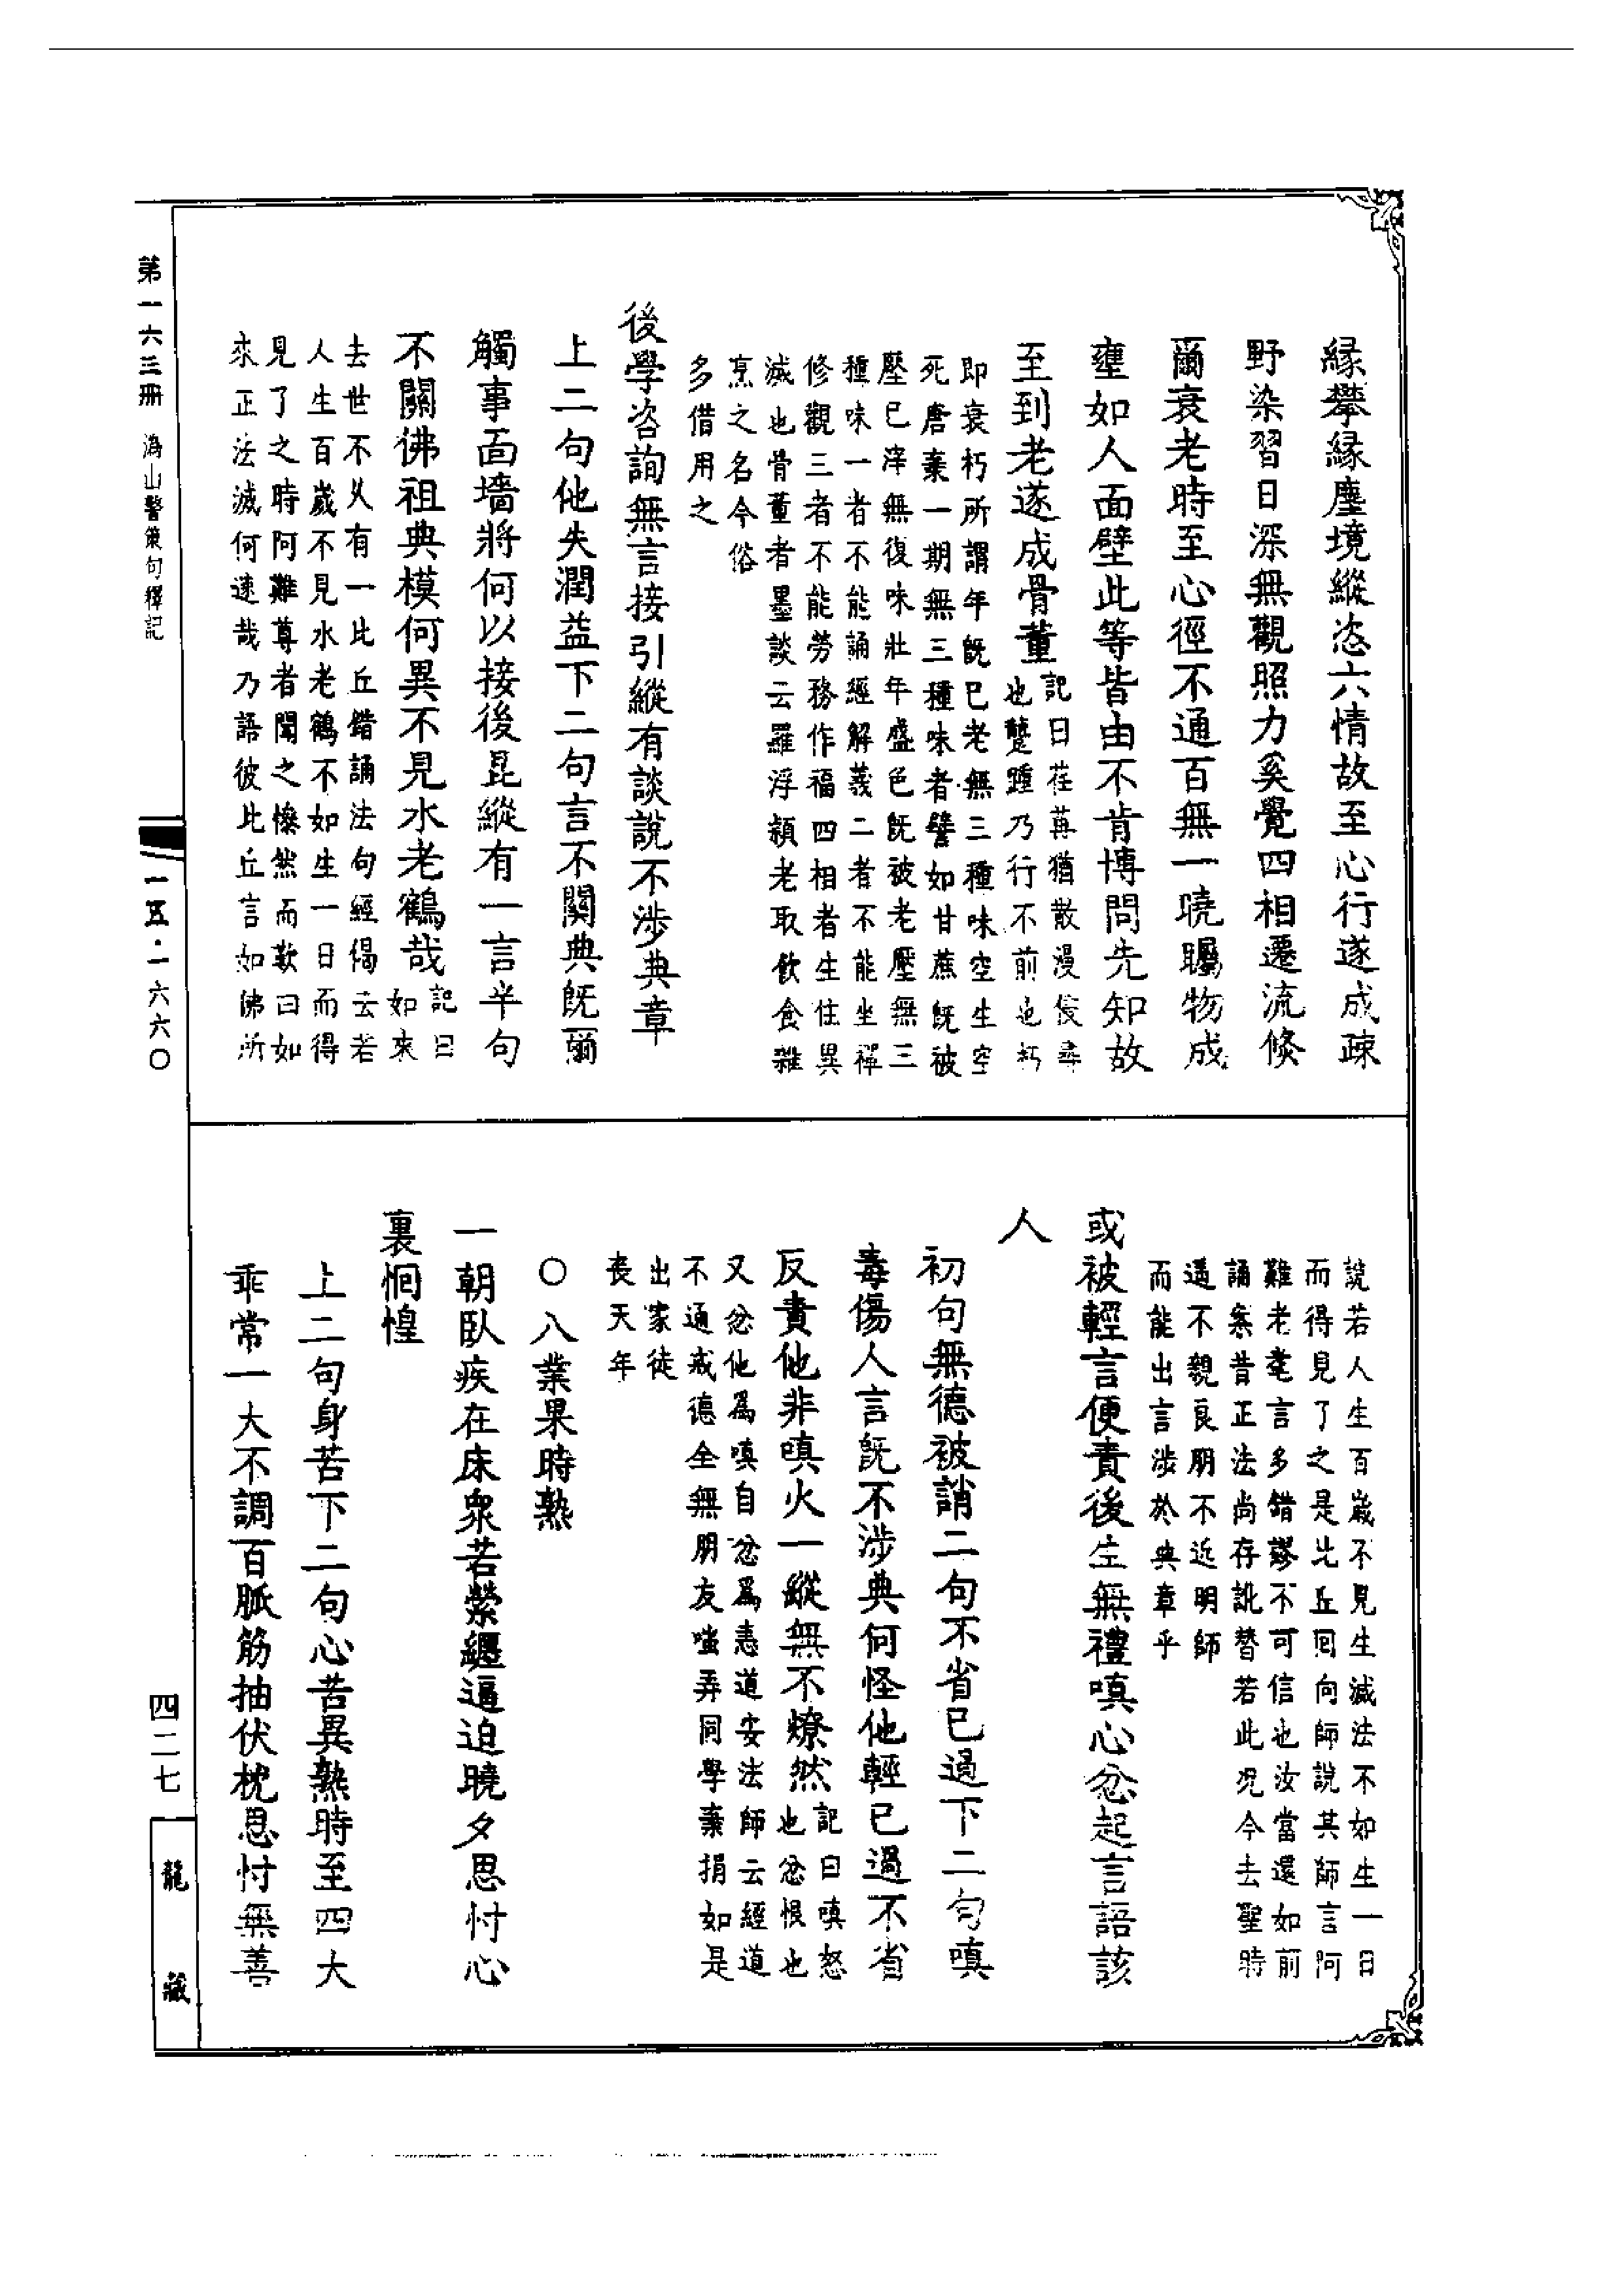 緣攀緣塵境縱恣六情故至心行遂成疎
野染習日深無觀照力奚覺四相遷流倐
爾衰老時至心徑不通百無一曉矚物成
壅如人面壁此等皆由不肯博問先知故
至到老遂成骨董
記曰荏苒猶散漫侵尋
也躘踵乃行不前也朽
即衰朽所謂年旣已老無三種味空生空
死唐棄一期無三種味者譬如甘蔗旣被
壓已滓無復味壯年盛色旣被老壓無三
種味一者不能誦經解義二者不能坐禪
修觀三者不能勞務作福四相者生住異
滅也骨董者墨談云羅浮頴老取飲食雜
烹之名今俗
多借用之
後學咨詢無言接引縱有談說不涉典章
上二句他失潤益下二句言不關典旣爾
觸事面墻將何以接後昆縱有一言半句
不關佛祖典模何異不見水老鶴哉
記曰
如來
去世不久有一比丘錯誦法句經偈云若
人生百歲不見水老鶴不如生一日而得
見了之時阿難尊者聞之慘然而歎曰如
來正法滅何速哉乃語彼比丘言如佛所
說若人生百歲不見生滅法不如生一日
而得見了之是比丘囘向師說其師言阿
難老耄言多錯謬不可信也汝當還如前
誦案昔正法尚存訛替若此况今去聖時
遥不親良朋不近明師
而能出言涉於典章乎
或被輕言便責後生無禮嗔心忿起言語該
人
初句無德被誚二句不省已過下二句嗔
毒傷人言旣不涉典何怪他輕已過不省
反責他非嗔火一縱無不燎然
記曰嗔怒
也忿恨也
又忿他爲嗔自忿爲恚道安法師云經道
不通戒德全無朋友嗤弄同學棄捐如是
出家徒
喪天年
○八業果時熟
一朝臥疾在床衆苦縈纒逼迫曉夕思忖心
裏恛惶
上二句身苦下二句心苦異熟時至四大
乖常一大不調百脈筋抽伏枕思忖無善
第一六三册 溈山警策句釋記
一五·一六六〇
四二七
龍藏